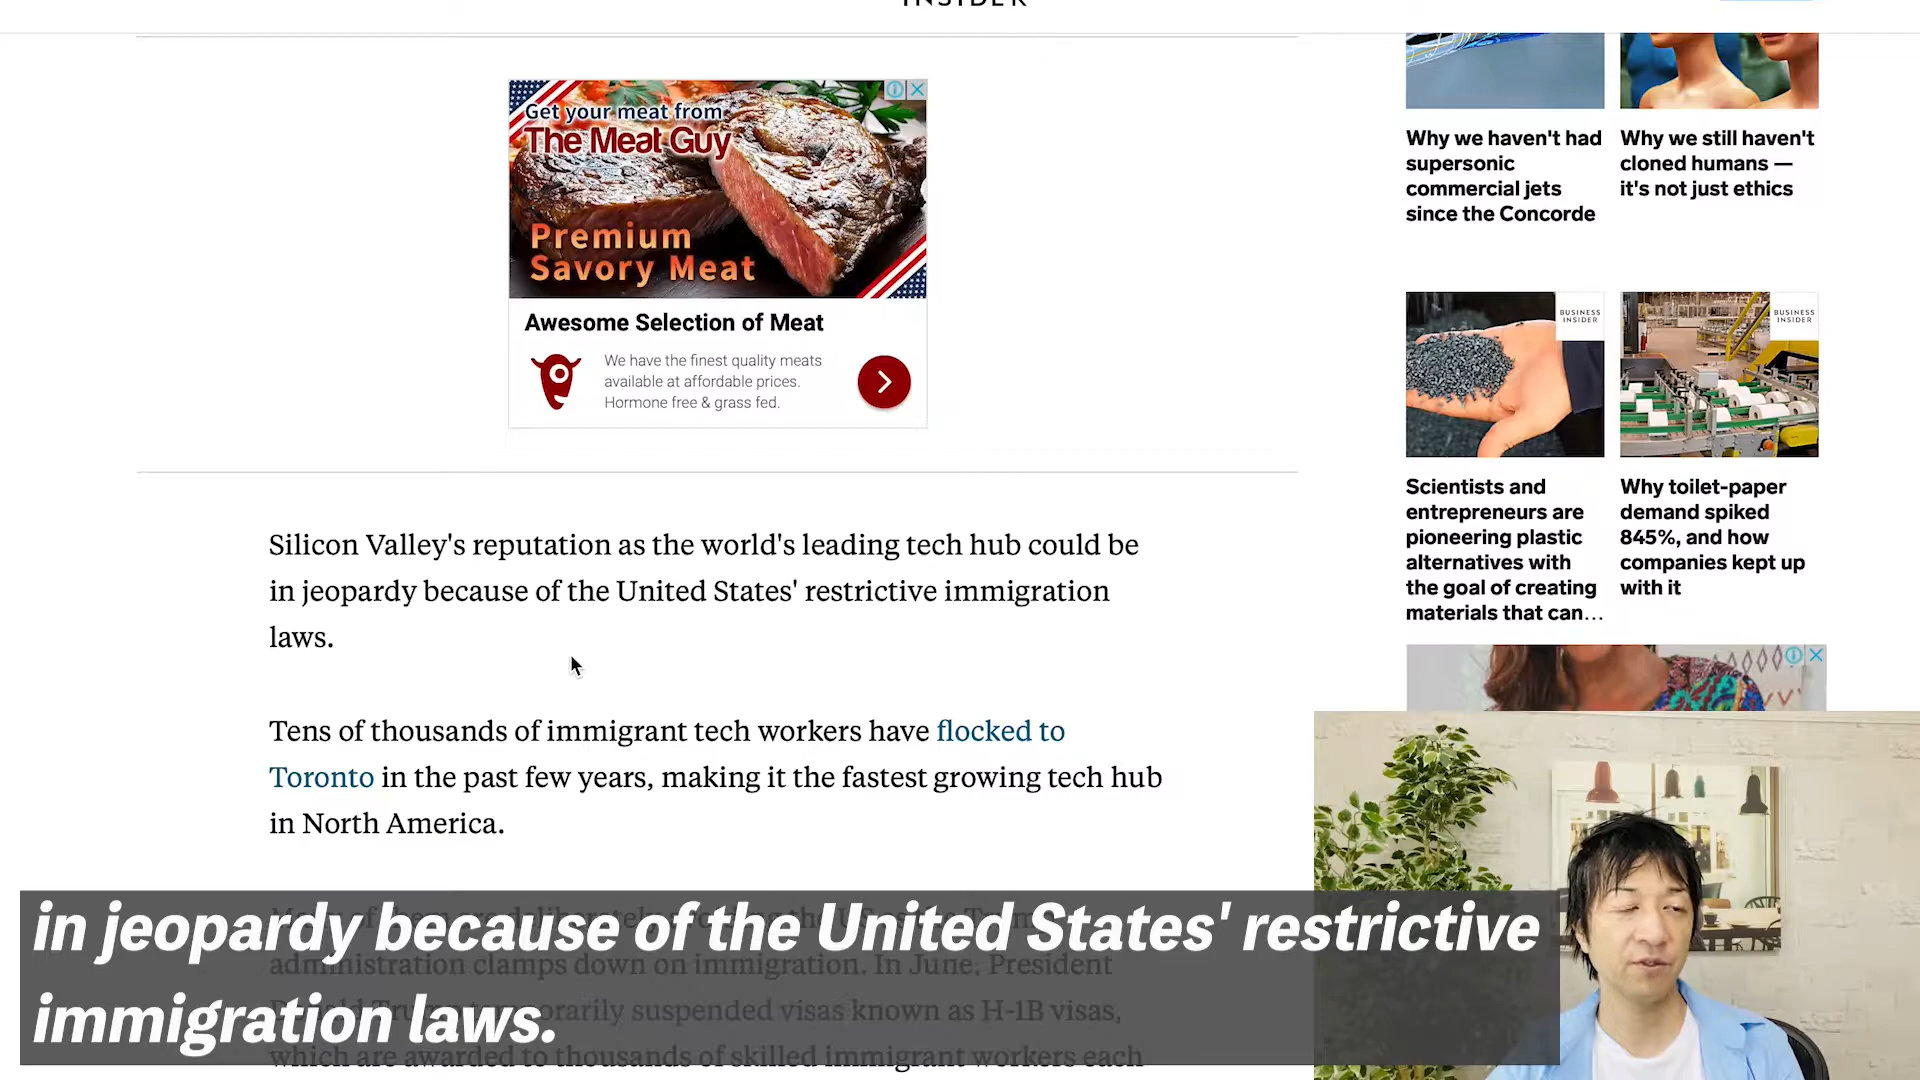 INSIDER
Get your meat from
The Meat Guy
Premium
Savory Meat
Awesome Selection of Meat
We have the finest quality meats
available at affordable prices.
Hormone free & grass fed.
Silicon Valley's reputation as the world's leading tech hub could be
in jeopardy because of the United States' restrictive immigration
laws.
Tens of thousands of immigrant tech workers have flocked to
Toronto in the past few years, making it the fastest growing tech hub
in North America.
administration clamps down on immigration. In June, President
temporarily suspended visas known as H-1B visas,
which are awarded to thousands of skilled immigrant workers each
in jeopardy because of the United States' restrictive
immigration laws.
Why we haven't had
supersonic
commercial jets
since the Concorde
Why we still haven't
cloned humans —
it's not just ethics
BUSINESS
INSIDER
Scientists and
entrepreneurs are
pioneering plastic
alternatives with
the goal of creating
materials that can...
BUSINESS
INSIDER
Why toilet-paper
demand spiked
845%, and how
companies kept up
with it